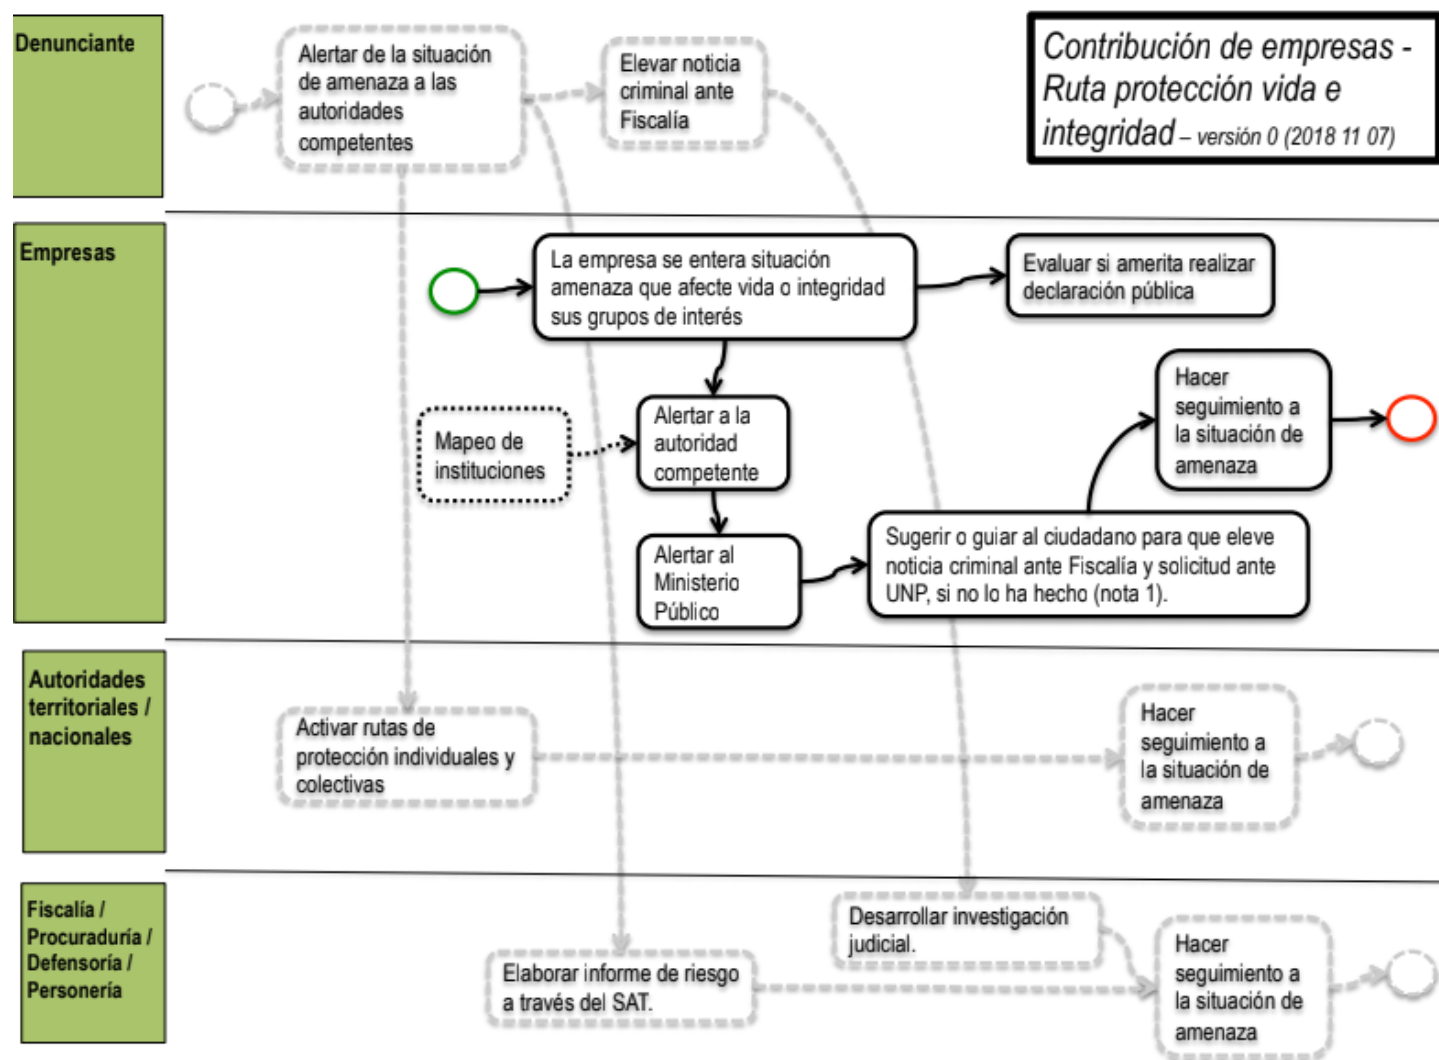 Denunciante
Alertar de la situación
de amenaza a las
autoridades
competentes
Elevar noticia
criminal ante
Fiscalía
Contribución de empresas -
Ruta protección vida e
integridad – versión 0 (2018 11 07)
Empresas
La empresa se entera situación
amenaza que afecte vida o integridad
sus grupos de interés
Evaluar si amerita realizar
declaración pública
Mapeo de
instituciones
Alertar a la
autoridad
competente
Hacer
seguimiento a
la situación de
amenaza
Alertar al
Ministerio
Público
Sugerir o guiar al ciudadano para que eleve
noticia criminal ante Fiscalía y solicitud ante
UNP, si no lo ha hecho (nota 1).
Autoridades
territoriales /
nacionales
Activar rutas de
protección individuales y
colectivas
Hacer
seguimiento a
la situación de
amenaza
Fiscalía /
Procuraduría /
Defensoría /
Personería
Elaborar informe de riesgo
a través del SAT.
Desarrollar investigación
judicial.
Hacer
seguimiento a
la situación de
amenaza